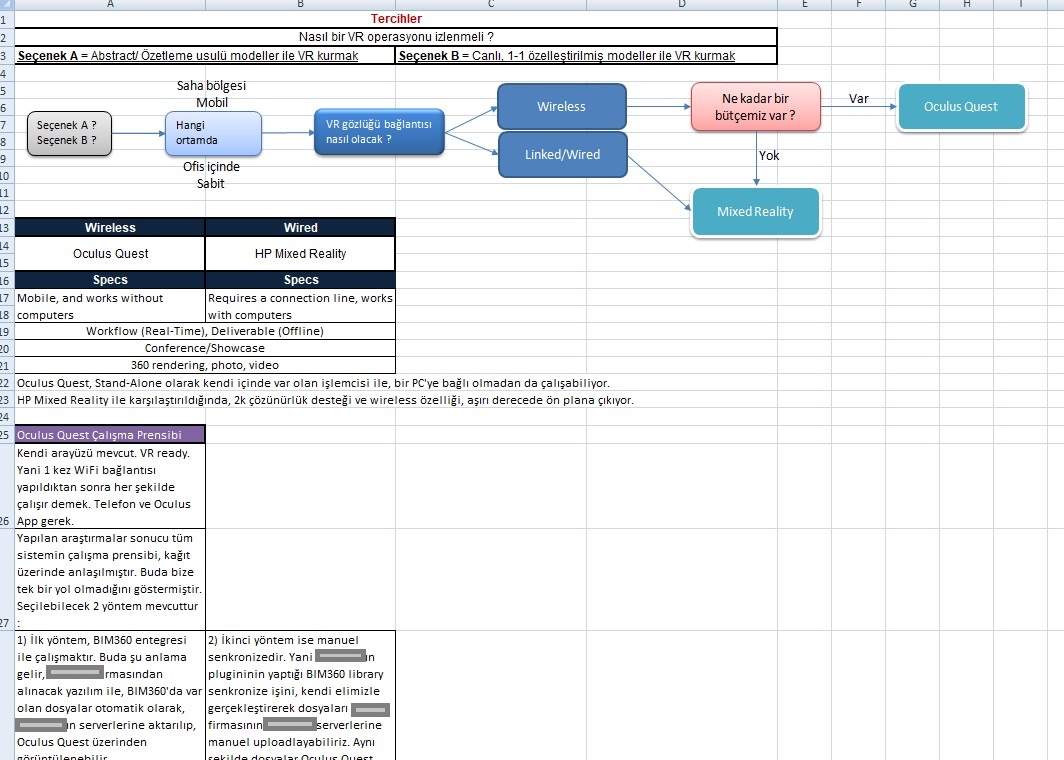 A B C D E F G H I
1 Tercihler
2 Nasıl bir VR operasyonu izlenmeli ?
3 Seçenek A = Abstract/ Özetleme usulü modeller ile VR kurmak Seçenek B = Canlı, 1-1 özelleştirilmiş modeller ile VR kurmak
4
5
6
7
8
9
10
11
12
Seçenek A ?
Seçenek B ?
Saha bölgesi
Mobil
Hangi
ortamda
Ofis içinde
Sabit
VR gözlüğü bağlantısı
nasıl olacak ?
Wireless
Linked/Wired
Ne kadar bir
bütçemiz var ?
Var
Oculus Quest
Yok
Mixed Reality
13 Wireless Wired
14
15
Oculus Quest HP Mixed Reality
16 Specs Specs
17 Mobile, and works without Requires a connection line, works
18 computers with computers
19 Workflow (Real-Time), Deliverable (Offline)
20 Conference/Showcase
21 360 rendering, photo, video
22 Oculus Quest, Stand-Alone olarak kendi içinde var olan işlemcisi ile, bir PC'ye bağlı olmadan da çalışabiliyor.
23 HP Mixed Reality ile karşılaştırıldığında, 2k çözünürlük desteği ve wireless özelliği, aşırı derecede ön plana çıkıyor.
24
25 Oculus Quest Çalışma Prensibi
Kendi arayüzü mevcut. VR ready.
Yani 1 kez WiFi bağlantısı
yapıldıktan sonra her şekilde
çalışır demek. Telefon ve Oculus
26 App gerek.
Yapılan araştırmalar sonucu tüm
sistemin çalışma prensibi, kağıt
üzerinde anlaşılmıştır. Buda bize
tek bir yol olmadığını göstermiştir.
Seçilebilecek 2 yöntem mevcuttur
27 :
1) İlk yöntem, BIM360 entegresi
ile çalışmaktır. Buda şu anlama
gelir, rmasından
alınacak yazılım ile, BIM360'da var
olan dosyalar otomatik olarak,
n serverlerine aktarılıp,
Oculus Quest üzerinden
görüntülenebilir.
2) İkinci yöntem ise manuel
senkronizedir. Yani ın
plugininin yaptığı BIM360 library
senkronize işini, kendi elimizle
gerçekleştirerek dosyaları
firmasının serverlerine
manuel uploadlayabiliriz. Aynı
şekilde dosyalar Oculus Quest